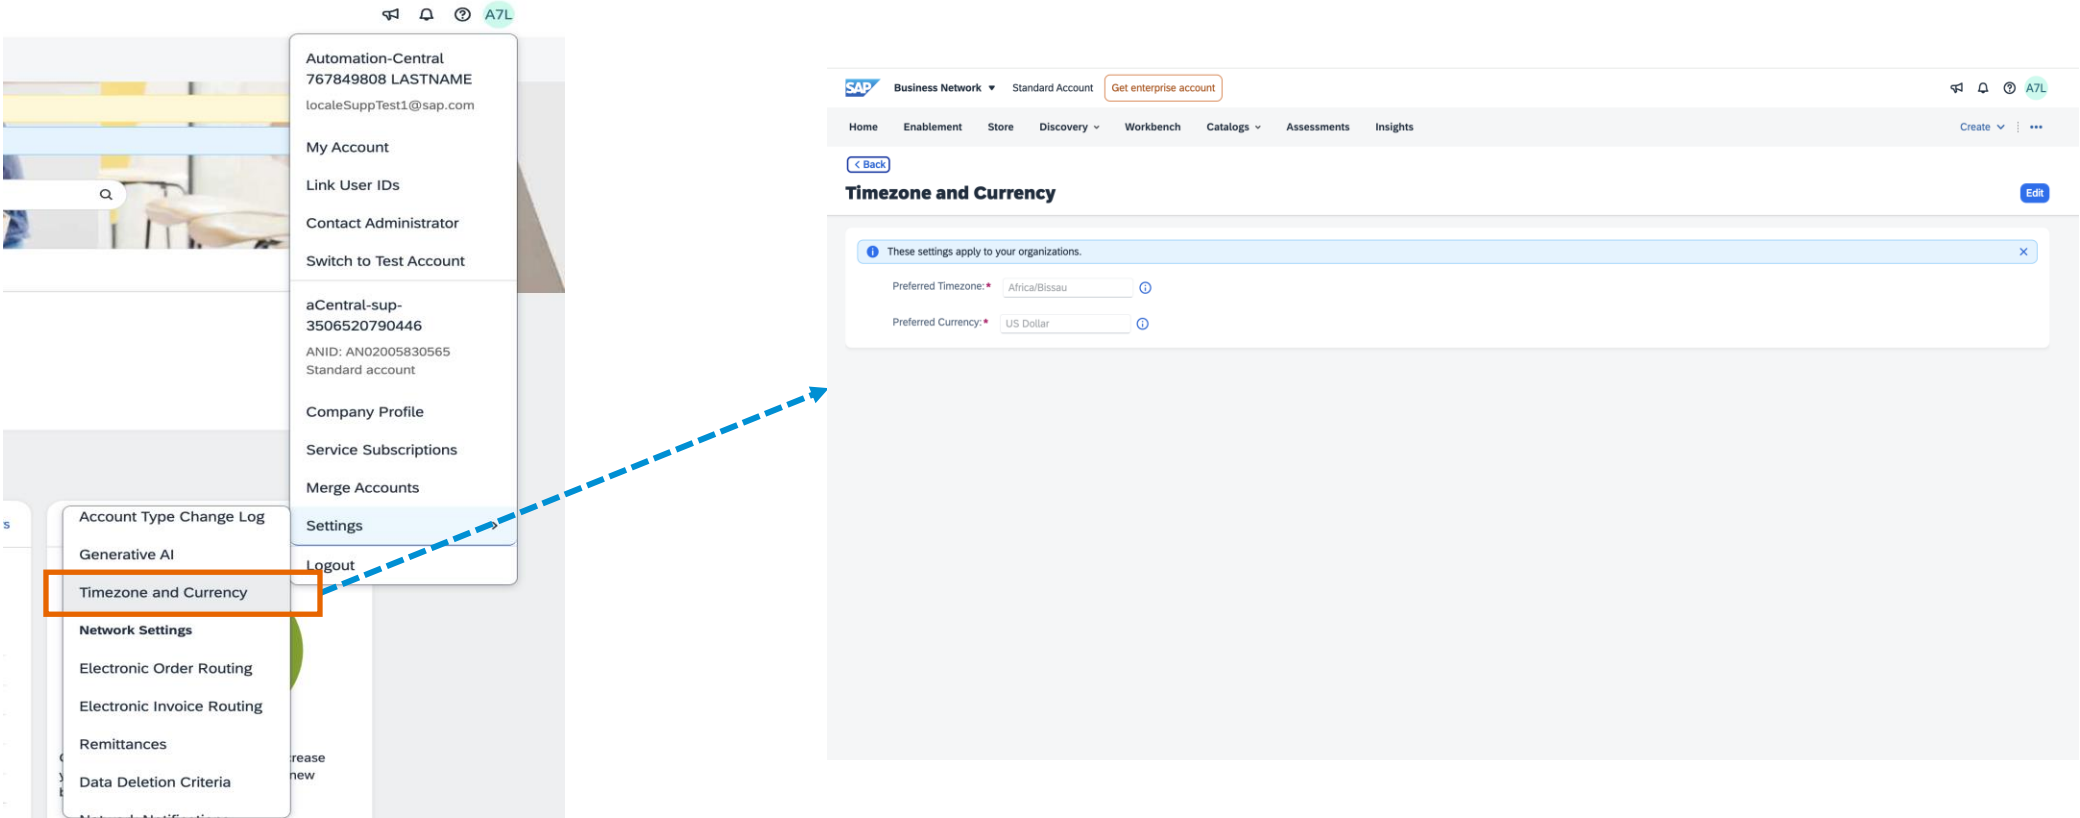 A7L
Automation-Central
767849808 LASTNAME
localeSuppTest1@sap.com
My Account
Link User IDs
Contact Administrator
Switch to Test Account
aCentral-sup-
3506520790446
ANID: AN02005830565
Standard account
Company Profile
Service Subscriptions
Merge Accounts
Settings
Logout
Account Type Change Log
Generative AI
Timezone and Currency
Network Settings
Electronic Order Routing
Electronic Invoice Routing
Remittances
Data Deletion Criteria
new
SAP Business Network Standard Account Get enterprise account A7L
Home Enablement Store Discovery Workbench Catalogs Assessments Insights Create
< Back
Timezone and Currency Edit
These settings apply to your organizations.
Preferred Timezone:* Africa/Bissau
Preferred Currency:* US Dollar